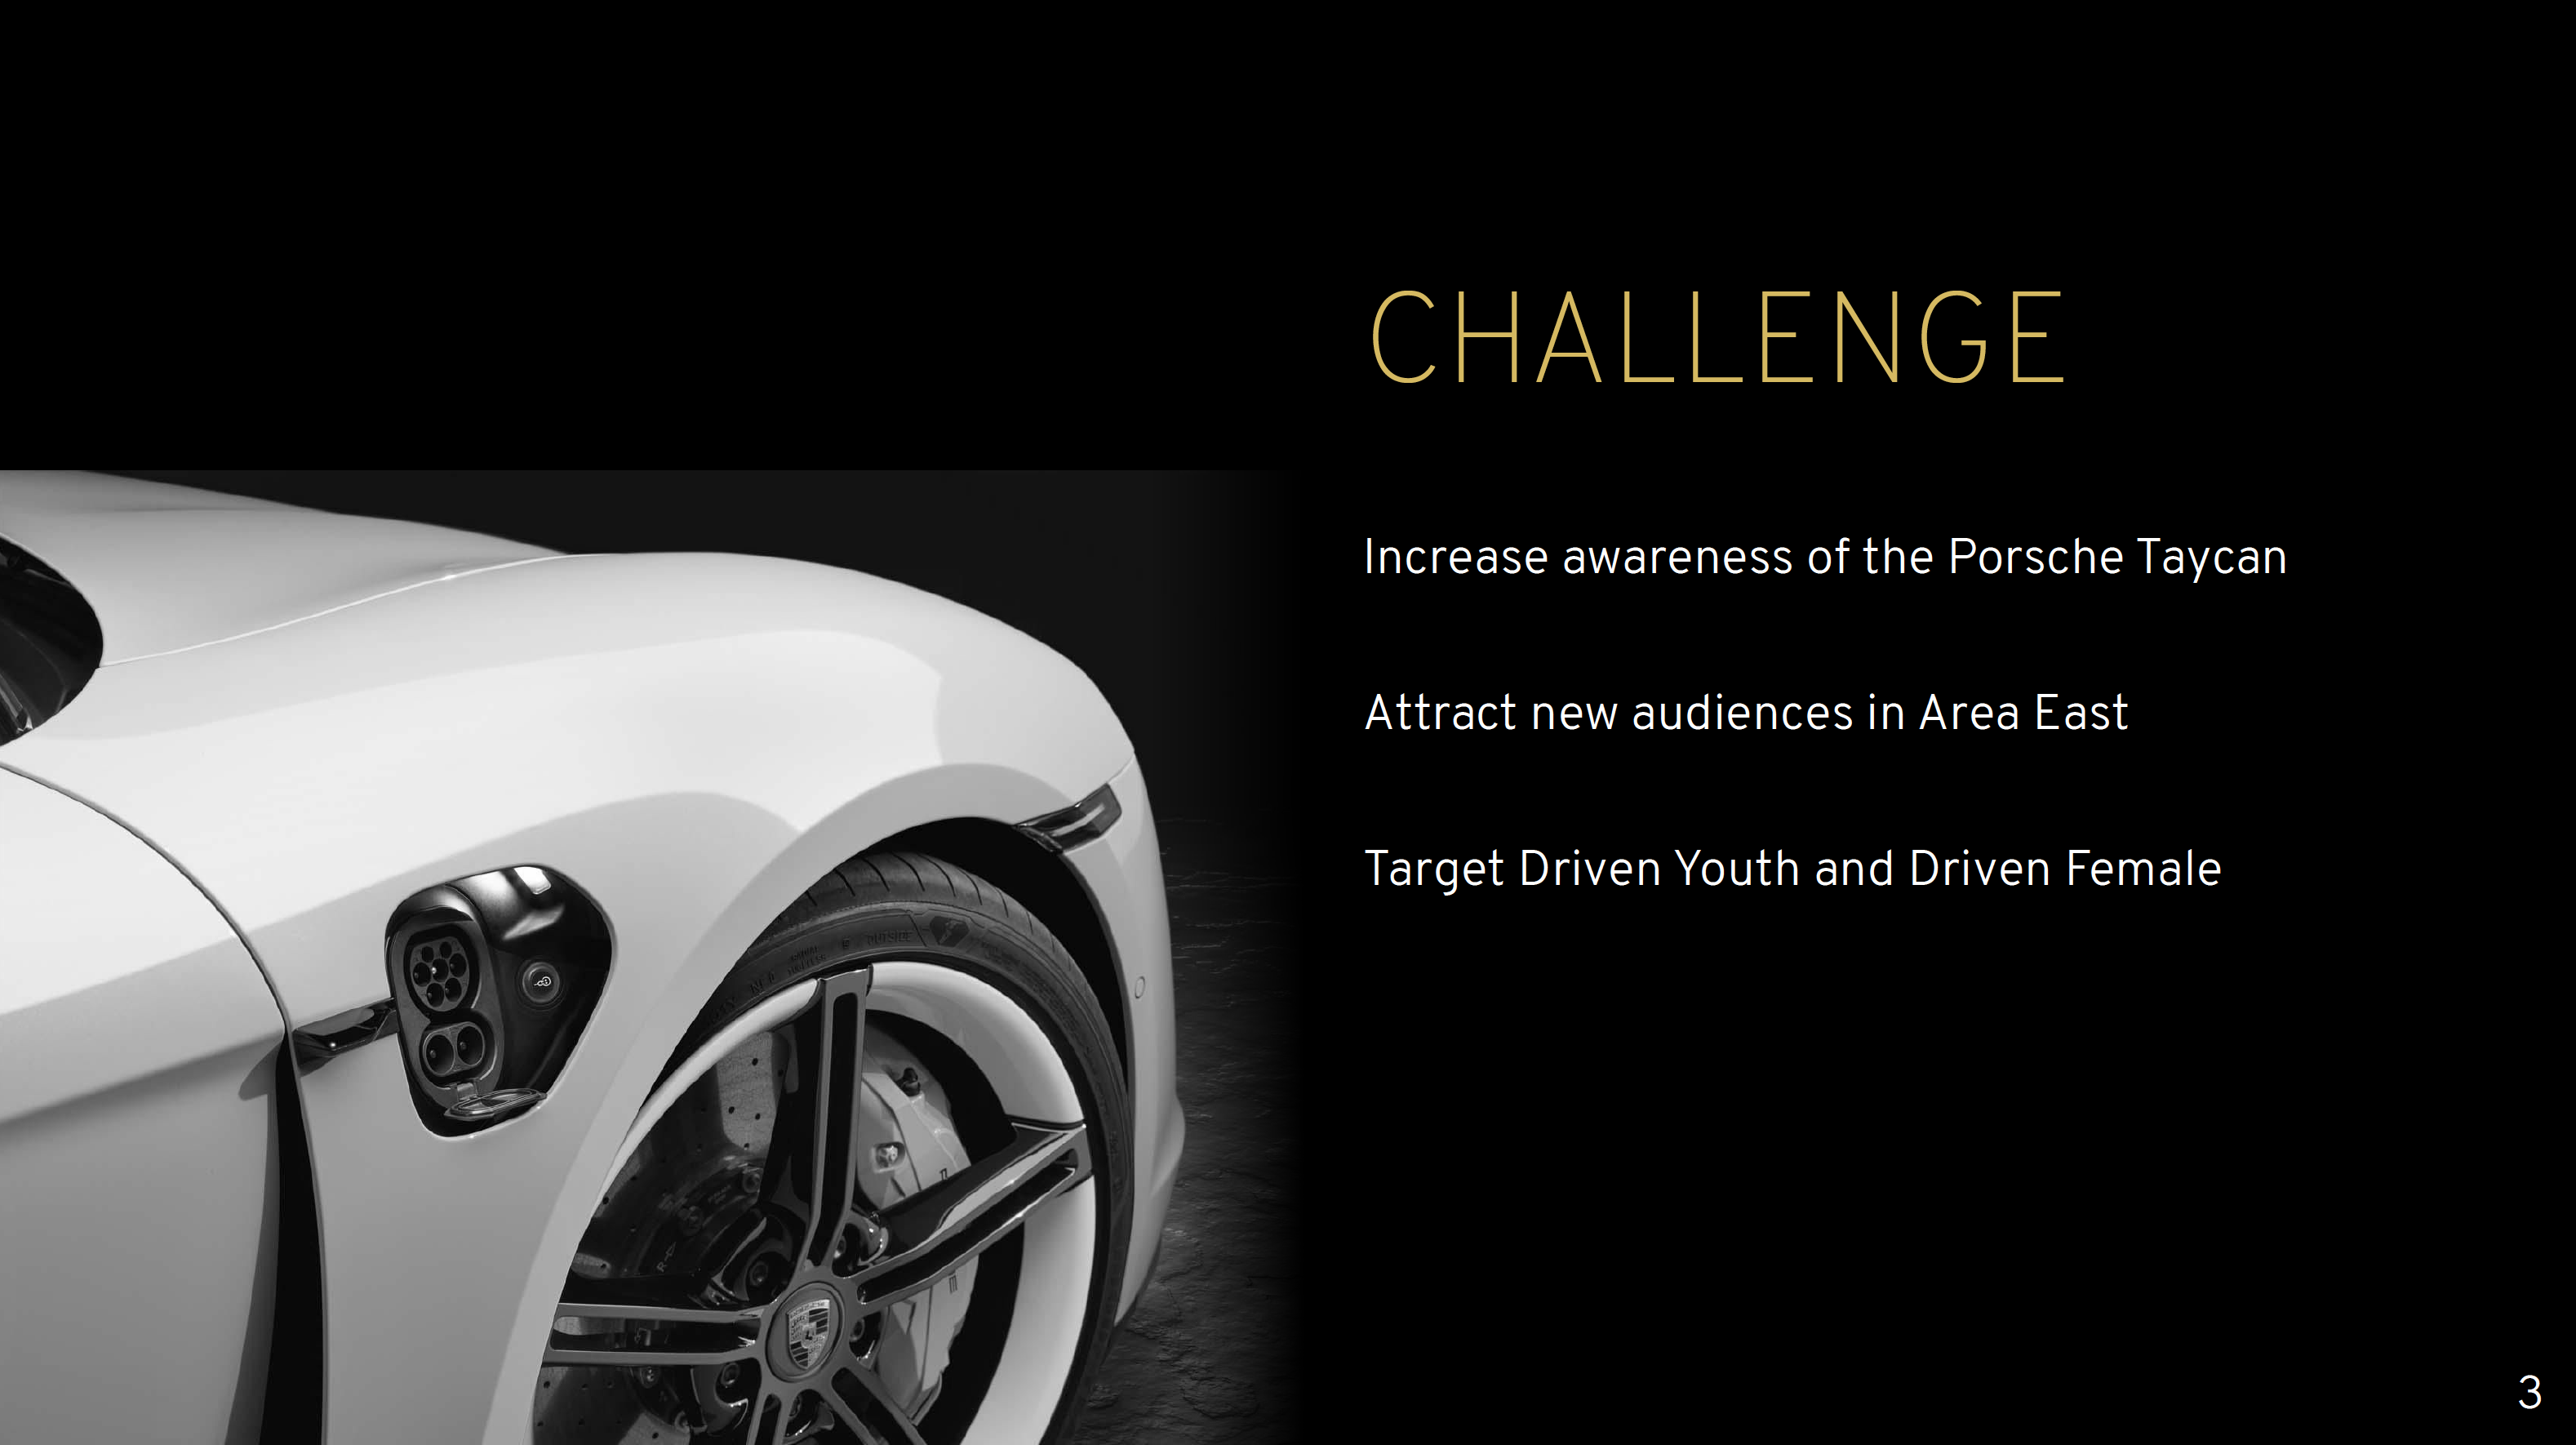 CHALLENGE
Increase awareness of the Porsche Taycan
Attract new audiences in Area East
Target Driven Youth and Driven Female
3